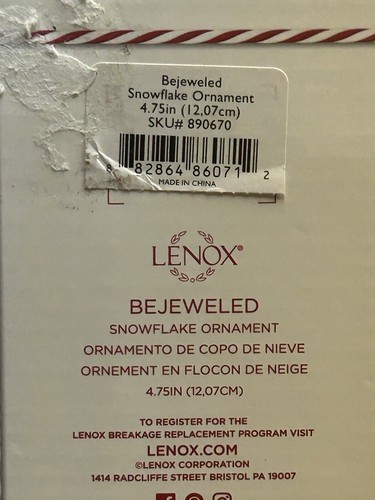 Bejeweled
Snowflake Ornament
4.75in (12,07cm)
SKU# 890670
8 82864 86071 2
MADE IN CHINA
LENOX®
BEJEWELED
SNOWFLAKE ORNAMENT
ORNAMENTO DE COPO DE NIEVE
ORNEMENT EN FLOCON DE NEIGE
4.75IN (12,07CM)
TO REGISTER FOR THE
LENOX BREAKAGE REPLACEMENT PROGRAM VISIT
LENOX.COM
©LENOX CORPORATION
1414 RADCLIFFE STREET BRISTOL PA 19007